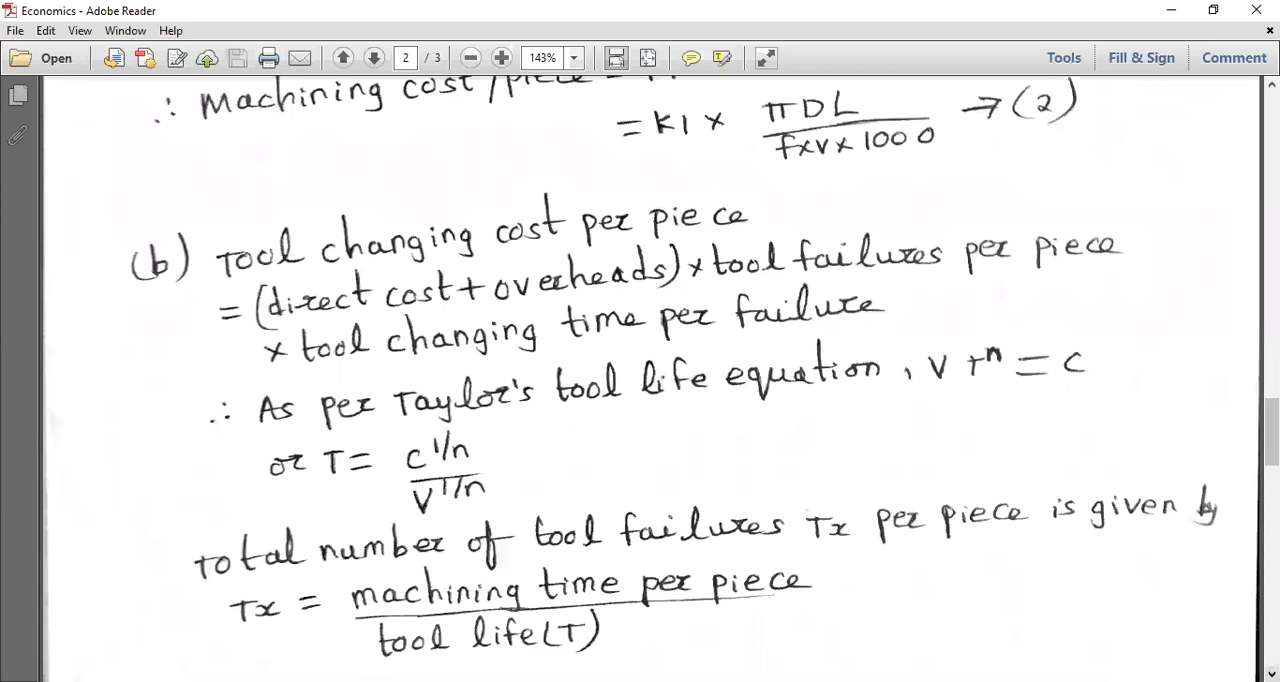 Economics - Adobe Reader
File Edit View Window Help
Open 2 / 3 143% Tools Fill & Sign Comment
∴ Machining cost/piece =
= K1 × πDL / f×V×1000 → (2)
(b) Tool changing cost per piece
= (direct cost + overheads) × tool failures per piece
× tool changing time per failure
∴ As per Taylor's tool life equation, V T^n = C
or T = C^1/n / V^1/n
Total number of tool failures Tx per piece is given by
Tx = machining time per piece / tool life (T)